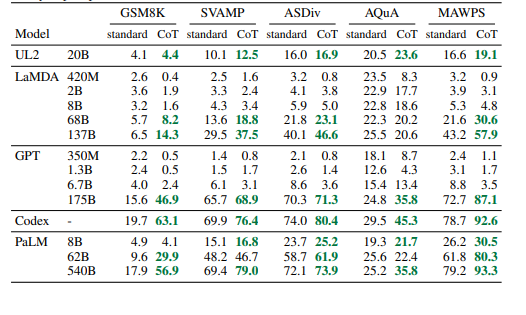 GSM8K SVAMP ASDiv AQuA MAWPS
Model standard CoT standard CoT standard CoT standard CoT standard CoT
UL2 20B 4.1 4.4 10.1 12.5 16.0 16.9 20.5 23.6 16.6 19.1
LaMDA 420M 2.6 0.4 2.5 1.6 3.2 0.8 23.5 8.3 3.2 0.9
2B 3.6 1.9 3.3 2.4 4.1 3.8 22.9 17.7 3.9 3.1
8B 3.2 1.6 4.3 3.4 5.9 5.0 22.8 18.6 5.3 4.8
68B 5.7 8.2 13.6 18.8 21.8 23.1 22.3 20.2 21.6 30.6
137B 6.5 14.3 29.5 37.5 40.1 46.6 25.5 20.6 43.2 57.9
GPT 350M 2.2 0.5 1.4 0.8 2.1 0.8 18.1 8.7 2.4 1.1
1.3B 2.4 0.5 1.5 1.7 2.6 1.4 12.6 4.3 3.1 1.7
6.7B 4.0 2.4 6.1 3.1 8.6 3.6 15.4 13.4 8.8 3.5
175B 15.6 46.9 65.7 68.9 70.3 71.3 24.8 35.8 72.7 87.1
Codex - 19.7 63.1 69.9 76.4 74.0 80.4 29.5 45.3 78.7 92.6
PaLM 8B 4.9 4.1 15.1 16.8 23.7 25.2 19.3 21.7 26.2 30.5
62B 9.6 29.9 48.2 46.7 58.7 61.9 25.6 22.4 61.8 80.3
540B 17.9 56.9 69.4 79.0 72.1 73.9 25.2 35.8 79.2 93.3